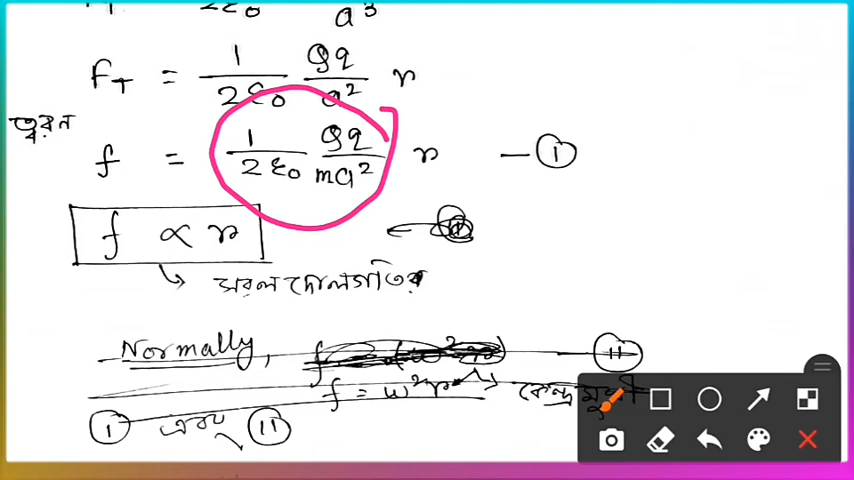 2ε₀ a³
F_T = 1/2ε₀ Qq/a² r
ত্বরণ
f = 1/2ε₀ Qq/ma² r — (i)
f ∝ r
সরল দোলগতির
Normally, (ii)
f = ω²r → কেন্দ্রমুখী
(i) এবং (ii)